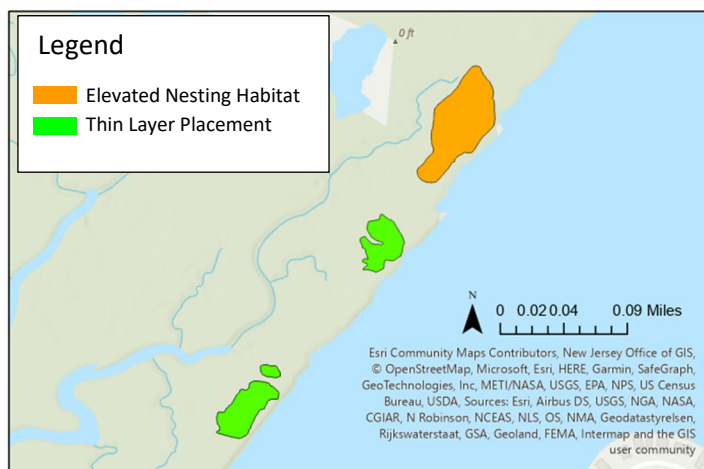 Legend
Elevated Nesting Habitat
Thin Layer Placement
0 ft
N
0 0.02 0.04 0.09 Miles
Esri Community Maps Contributors, New Jersey Office of GIS,
© OpenStreetMap, Microsoft, Esri, HERE, Garmin, SafeGraph,
GeoTechnologies, Inc, METI/NASA, USGS, EPA, NPS, US Census
Bureau, USDA, Sources: Esri, Airbus DS, USGS, NGA, NASA,
CGIAR, N Robinson, NCEAS, NLS, OS, NMA, Geodatastyrelsen,
Rijkswaterstaat, GSA, Geoland, FEMA, Intermap and the GIS
user community